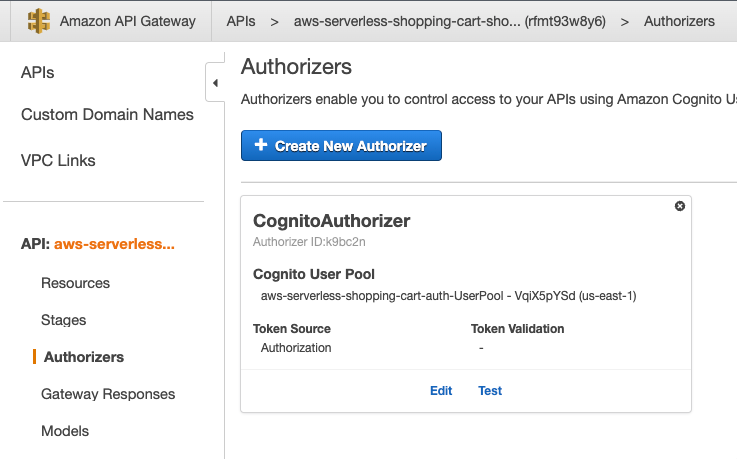 Amazon API Gateway APIs > aws-serverless-shopping-cart-sho... (rfmt93w8y6) > Authorizers
APIs
Custom Domain Names
VPC Links
API: aws-serverless...
Resources
Stages
Authorizers
Gateway Responses
Models
Authorizers
Authorizers enable you to control access to your APIs using Amazon Cognito Us
+ Create New Authorizer
CognitoAuthorizer
Authorizer ID:k9bc2n
Cognito User Pool
aws-serverless-shopping-cart-auth-UserPool - VqiX5pYSd (us-east-1)
Token Source Token Validation
Authorization -
Edit Test